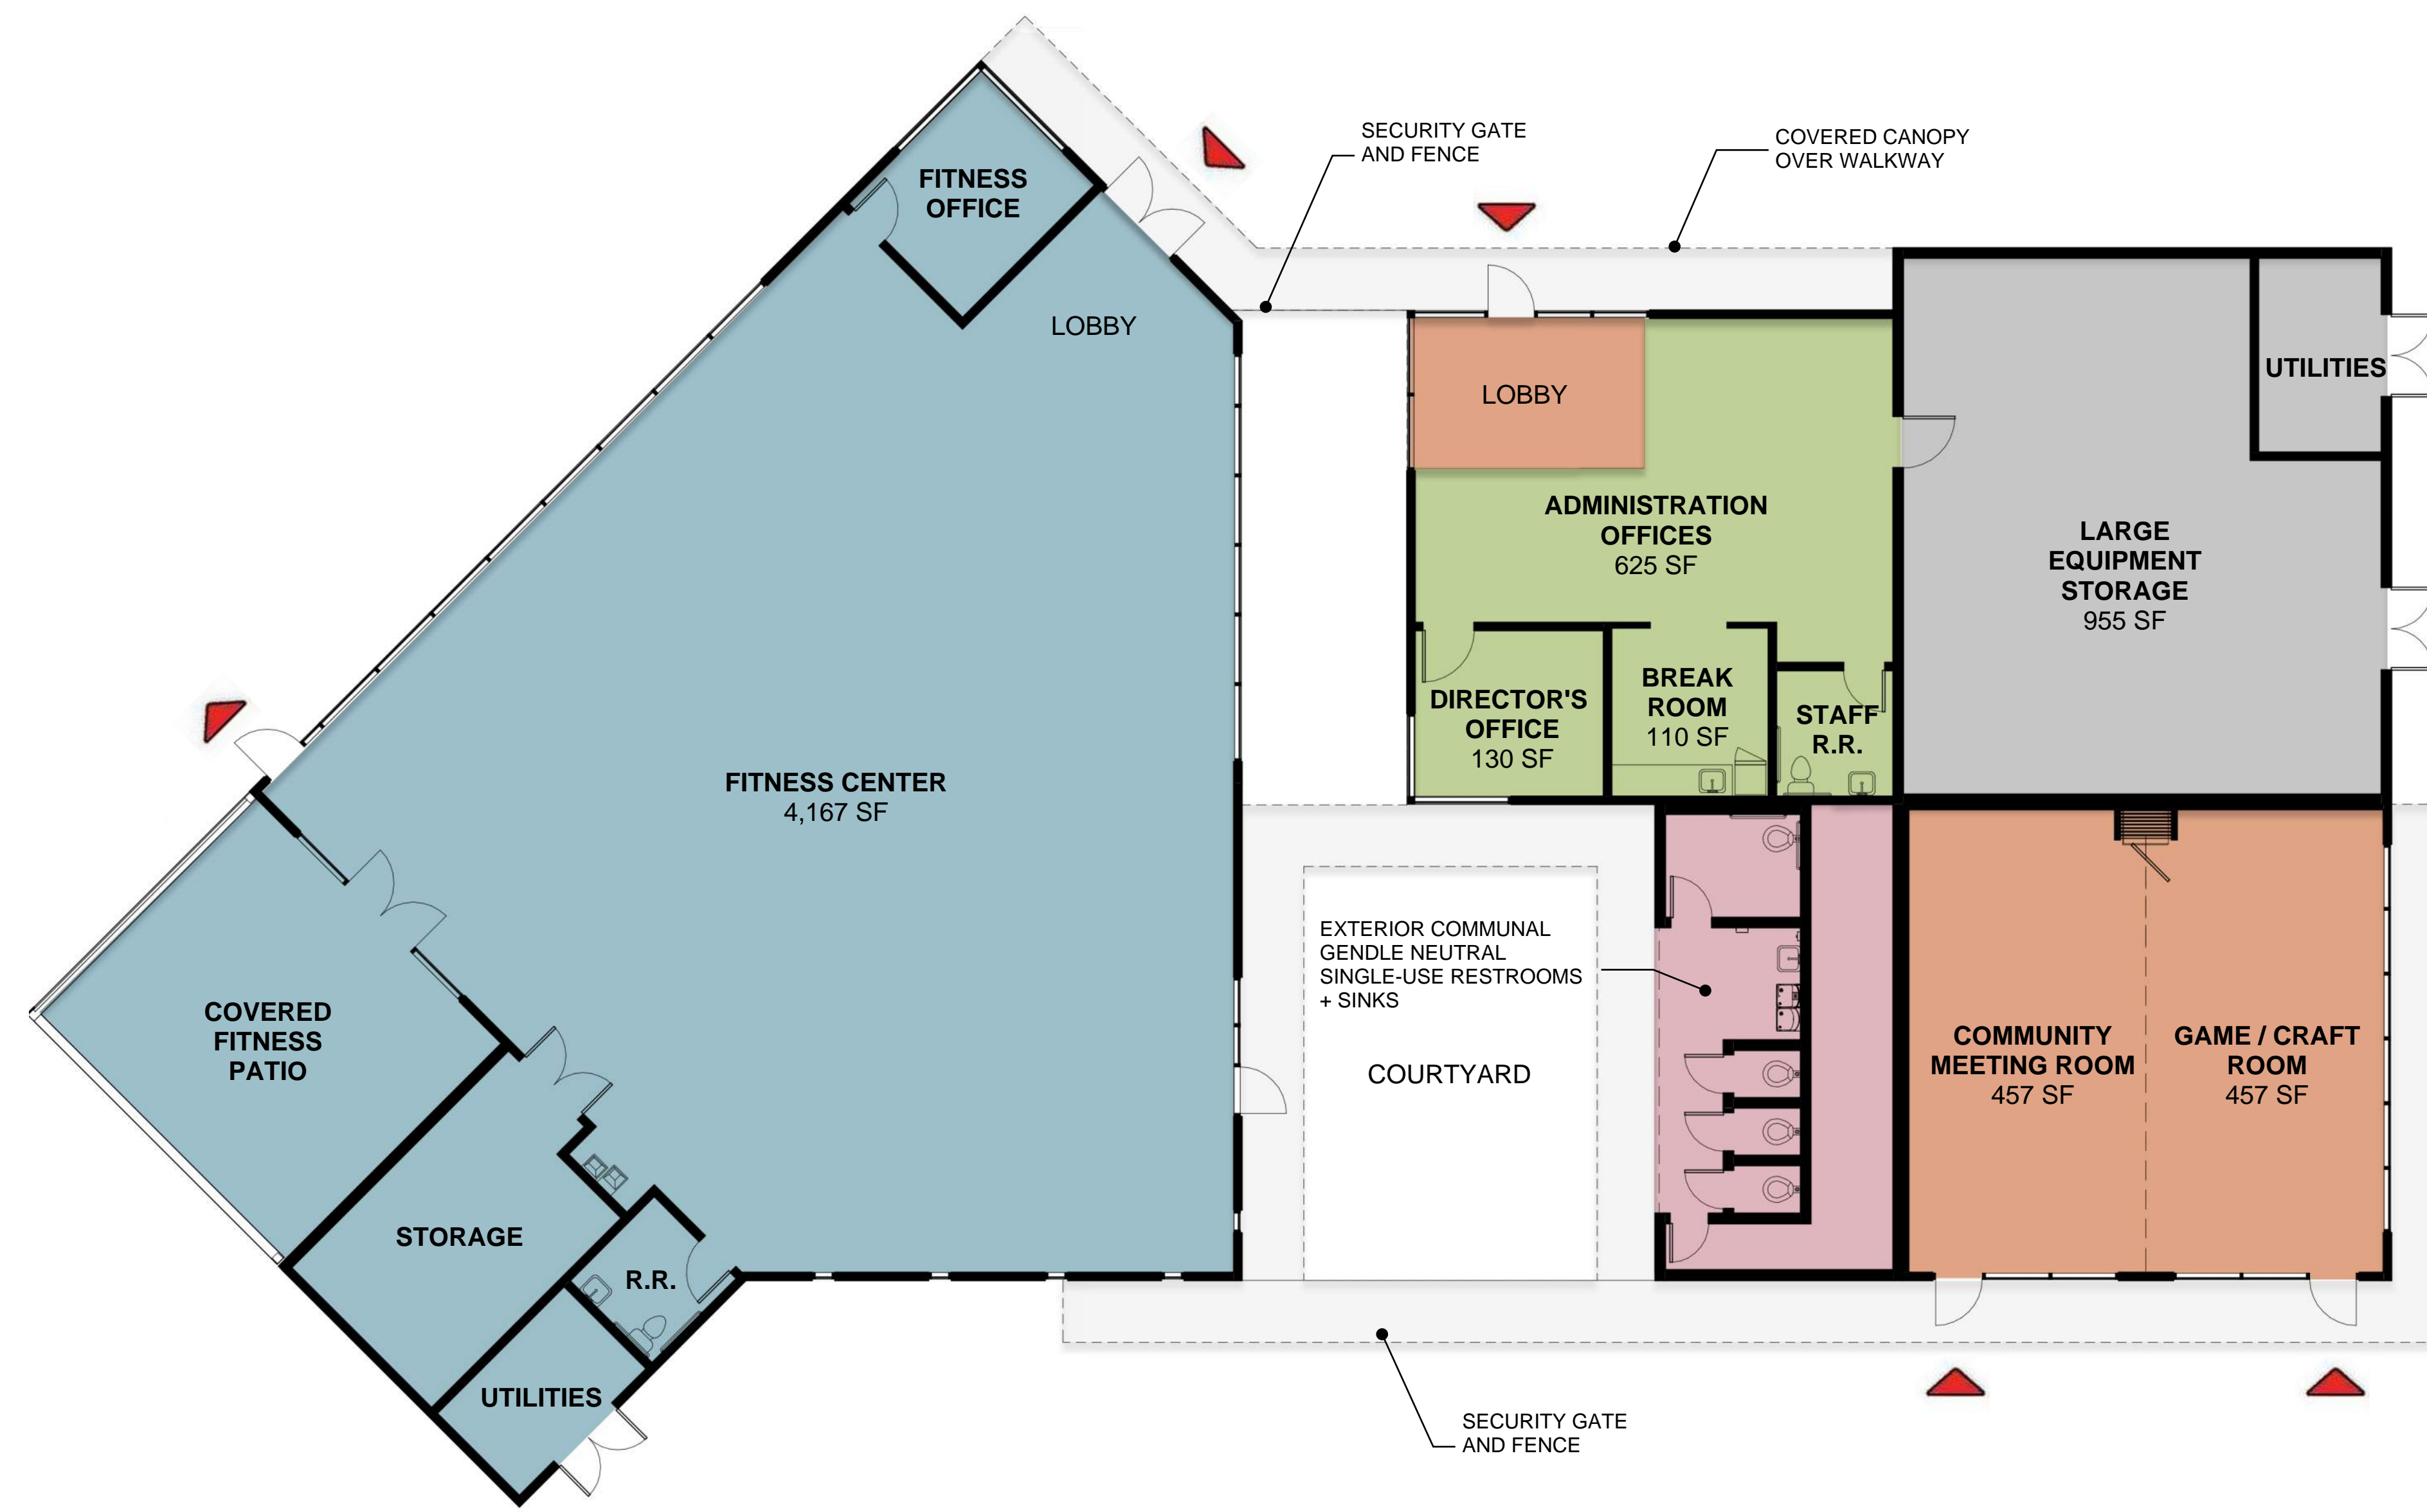 SECURITY GATE
AND FENCE
COVERED CANOPY
OVER WALKWAY
FITNESS
OFFICE
LOBBY
LOBBY
UTILITIES
ADMINISTRATION
OFFICES
625 SF
LARGE
EQUIPMENT
STORAGE
955 SF
DIRECTOR'S
OFFICE
130 SF
BREAK
ROOM
110 SF
STAFF
R.R.
FITNESS CENTER
4,167 SF
EXTERIOR COMMUNAL
GENDLE NEUTRAL
SINGLE-USE RESTROOMS
+ SINKS
COURTYARD
COVERED
FITNESS
PATIO
COMMUNITY
MEETING ROOM
457 SF
GAME / CRAFT
ROOM
457 SF
STORAGE
R.R.
UTILITIES
SECURITY GATE
AND FENCE